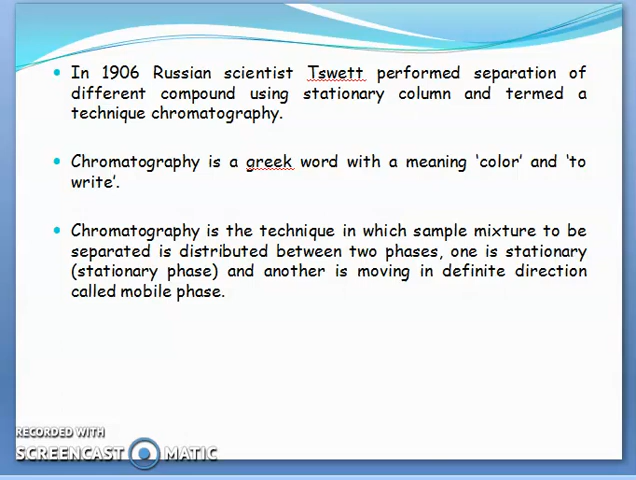 In 1906 Russian scientist Tswett performed separation of
different compound using stationary column and termed a
technique chromatography.
Chromatography is a greek word with a meaning ‘color’ and ‘to
write’.
Chromatography is the technique in which sample mixture to be
separated is distributed between two phases, one is stationary
(stationary phase) and another is moving in definite direction
called mobile phase.
RECORDED WITH
SCREENCAST MATIC